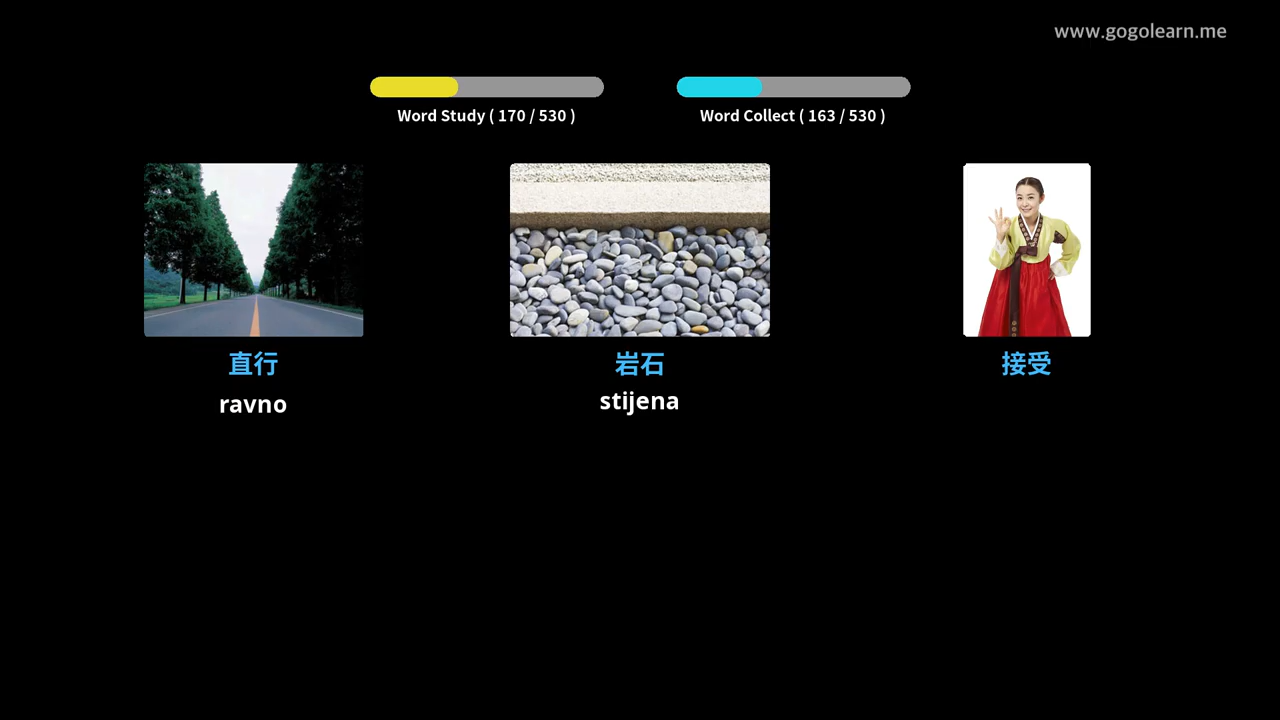 www.gogolearn.me
Word Study ( 170 / 530 )
Word Collect ( 163 / 530 )
直行
岩石
接受
ravno
stijena